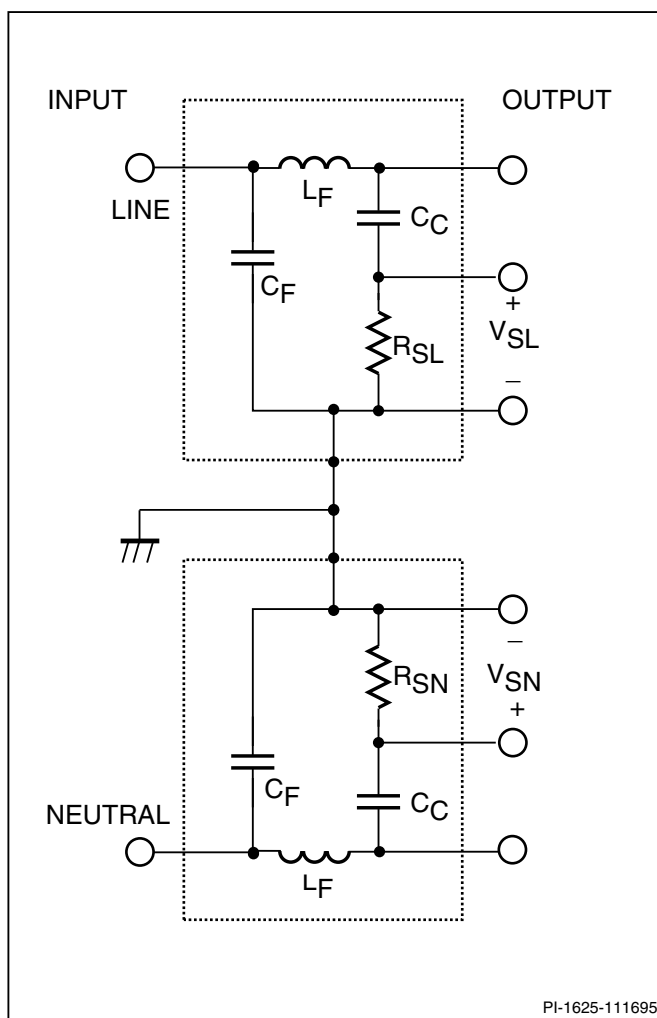 INPUT
OUTPUT
LINE
LF
CC
CF
+
VSL
RSL
−
−
RSN
VSN
+
CF
CC
NEUTRAL
LF
PI-1625-111695